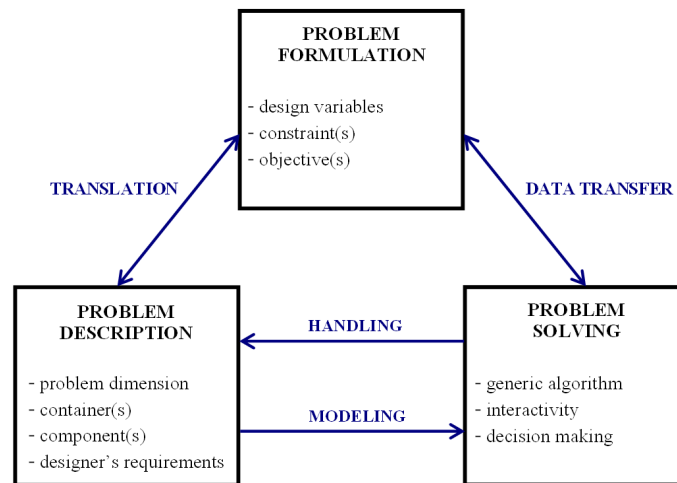 PROBLEM
FORMULATION
- design variables
- constraint(s)
- objective(s)
TRANSLATION
DATA TRANSFER
PROBLEM
DESCRIPTION
- problem dimension
- container(s)
- component(s)
- designer`s requirements
HANDLING
MODELING
PROBLEM
SOLVING
- generic algorithm
- interactivity
- decision making